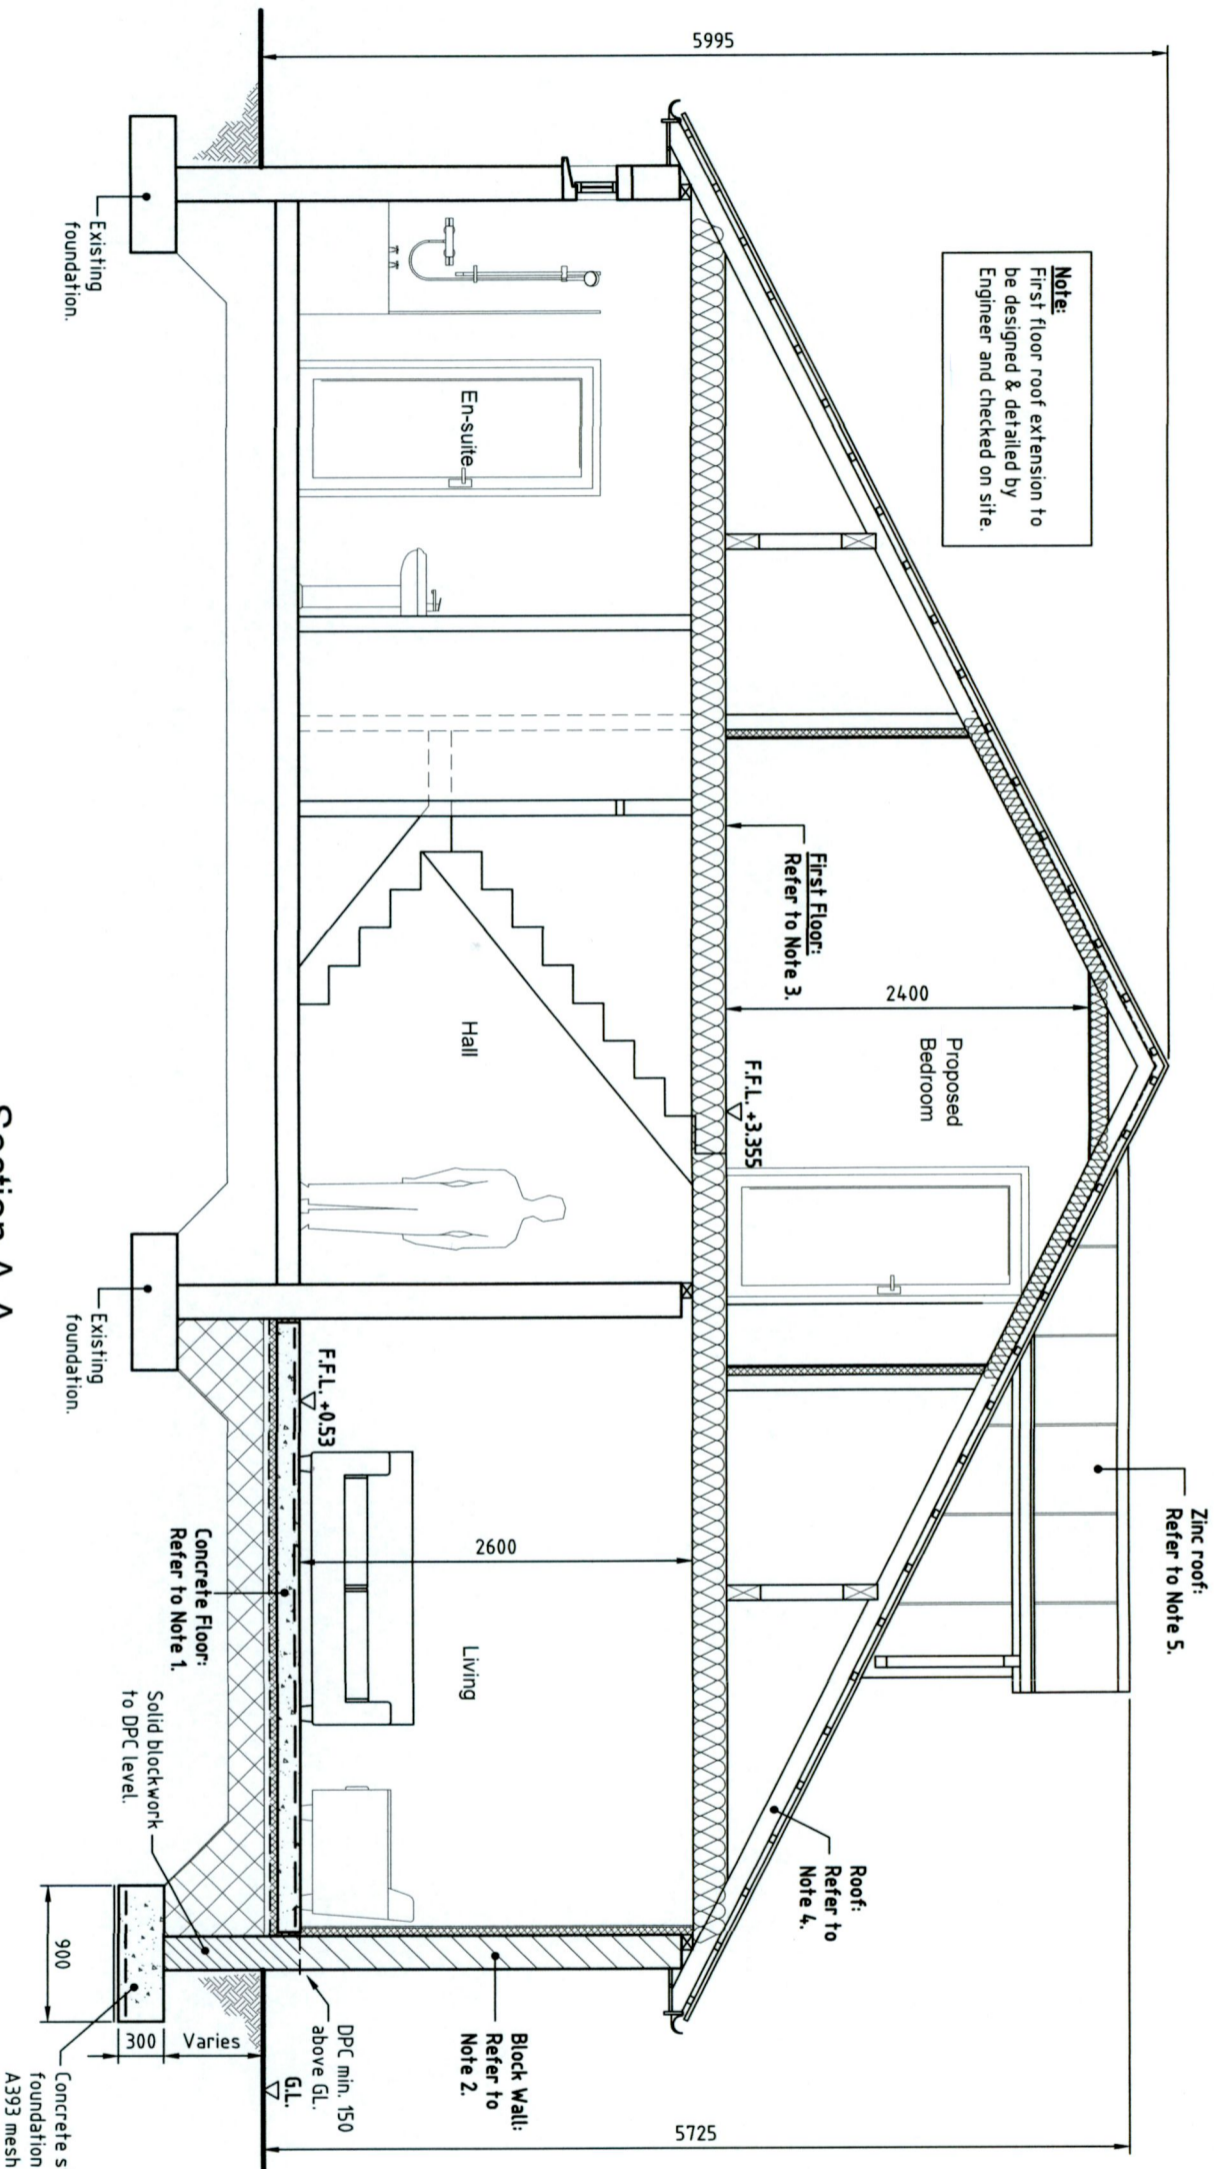 5995
Note:
First floor roof extension to
be designed & detailed by
Engineer and checked on site.
Zinc roof:
Refer to Note 5.
Proposed
Bedroom
2400
F.F.L. +3.355
First Floor:
Refer to Note 3.
Roof:
Refer to
Note 4.
5725
En-suite
Hall
Living
2600
Block Wall:
Refer to
Note 2.
F.F.L. +0.53
DPC min. 150
above GL.
G.L.
Concrete Floor:
Refer to Note 1.
Solid blockwork
to DPC level.
Varies
300
900
Existing
foundation.
Existing
foundation.
Concrete s
foundation
A393 mesh
Section A-A